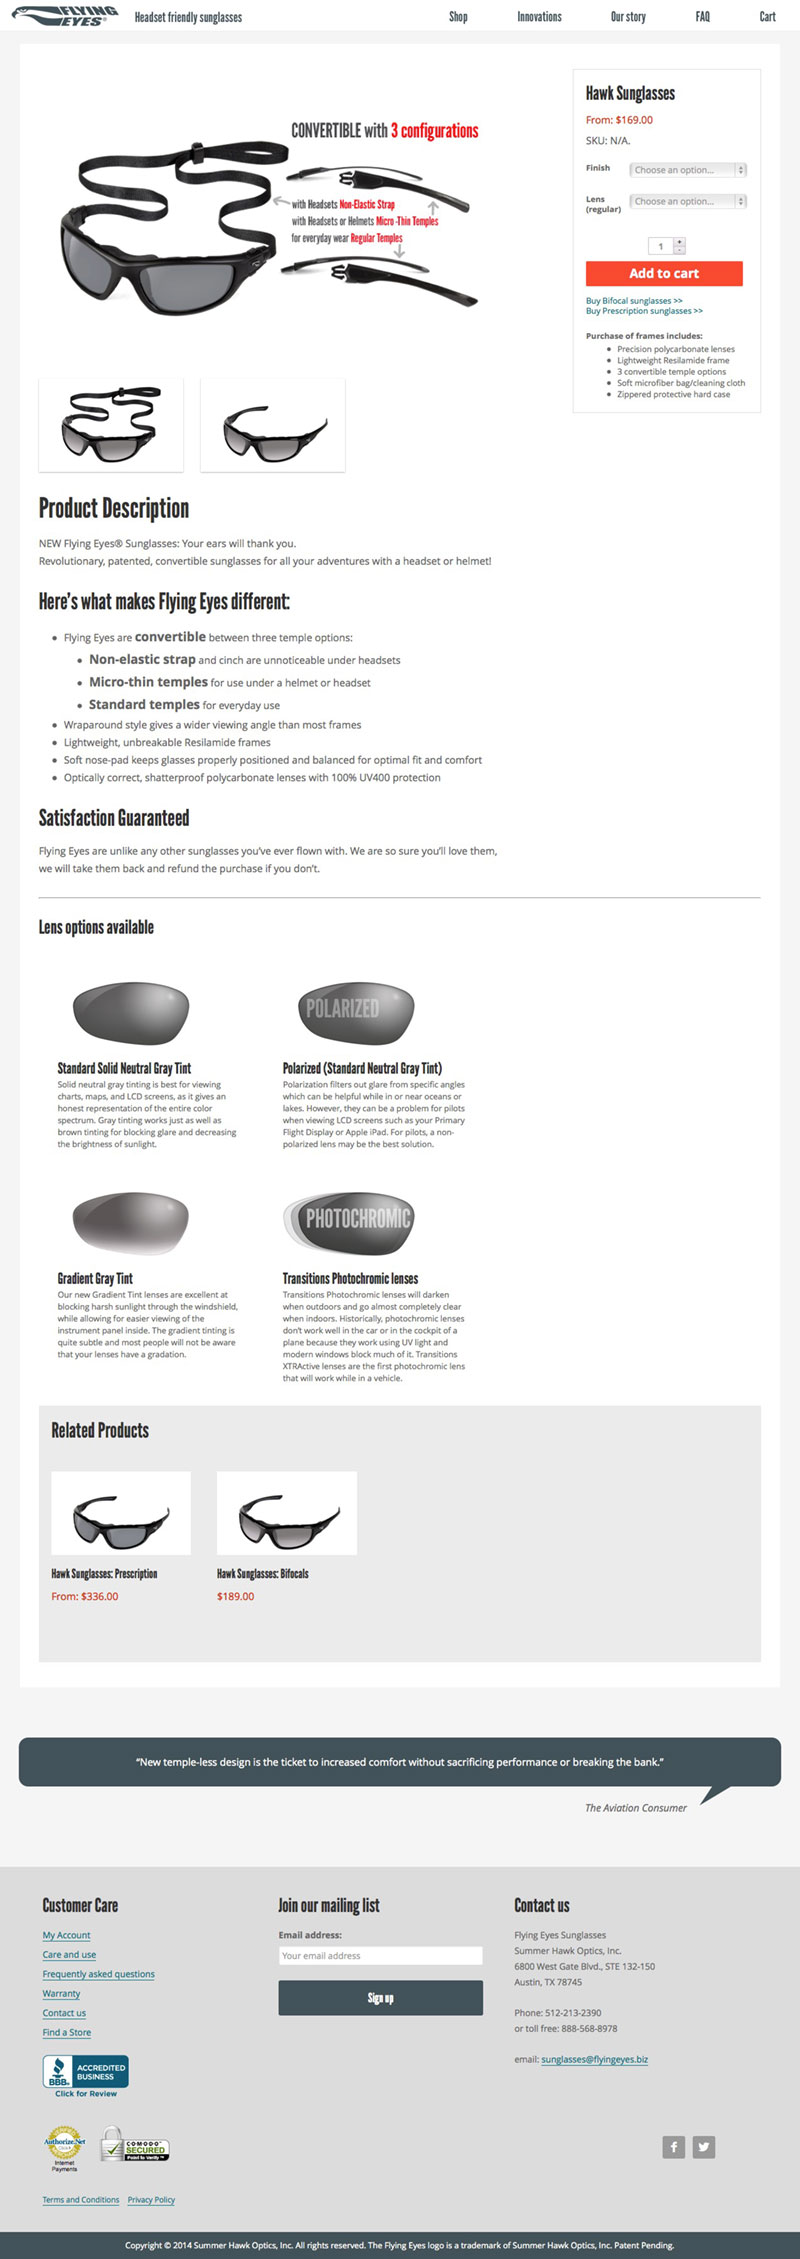 FLYING EYES®
Headset friendly sunglasses
Shop
Innovations
Our story
FAQ
Cart
CONVERTIBLE with 3 configurations
with Headsets Non-Elastic Strap
with Headsets or Helmets Micro -Thin Temples
for everyday wear Regular Temples
Hawk Sunglasses
From: $169.00
SKU: N/A.
Finish
Choose an option...
Lens
(regular)
Choose an option...
1
+
-
Add to cart
Buy Bifocal sunglasses >>
Buy Prescription sunglasses >>
Purchase of frames includes:
Precision polycarbonate lenses
Lightweight Resilamide frame
3 convertible temple options
Soft microfiber bag/cleaning cloth
Zippered protective hard case
Product Description
NEW Flying Eyes® Sunglasses: Your ears will thank you.
Revolutionary, patented, convertible sunglasses for all your adventures with a headset or helmet!
Here's what makes Flying Eyes different:
Flying Eyes are convertible between three temple options:
Non-elastic strap and cinch are unnoticeable under headsets
Micro-thin temples for use under a helmet or headset
Standard temples for everyday use
Wraparound style gives a wider viewing angle than most frames
Lightweight, unbreakable Resilamide frames
Soft nose-pad keeps glasses properly positioned and balanced for optimal fit and comfort
Optically correct, shatterproof polycarbonate lenses with 100% UV400 protection
Satisfaction Guaranteed
Flying Eyes are unlike any other sunglasses you've ever flown with. We are so sure you'll love them,
we will take them back and refund the purchase if you don't.
Lens options available
Standard Solid Neutral Gray Tint
Solid neutral gray tinting is best for viewing
charts, maps, and LCD screens, as it gives an
honest representation of the entire color
spectrum. Gray tinting works just as well as
brown tinting for blocking glare and decreasing
the brightness of sunlight.
POLARIZED
Polarized (Standard Neutral Gray Tint)
Polarization filters out glare from specific angles
which can be helpful while in or near oceans or
lakes. However, they can be a problem for pilots
when viewing LCD screens such as your Primary
Flight Display or Apple iPad. For pilots, a non-
polarized lens may be the best solution.
Gradient Gray Tint
Our new Gradient Tint lenses are excellent at
blocking harsh sunlight through the windshield,
while allowing for easier viewing of the
instrument panel inside. The gradient tinting is
quite subtle and most people will not be aware
that your lenses have a gradation.
PHOTOCHROMIC
Transitions Photochromic lenses
Transitions Photochromic lenses will darken
when outdoors and go almost completely clear
when indoors. Historically, photochromic lenses
don't work well in the car or in the cockpit of a
plane because they work using UV light and
modern windows block much of it. Transitions
XTRActive lenses are the first photochromic lens
that will work while in a vehicle.
Related Products
Hawk Sunglasses: Prescription
From: $336.00
Hawk Sunglasses: Bifocals
$189.00
“New temple-less design is the ticket to increased comfort without sacrificing performance or breaking the bank.”
The Aviation Consumer
Customer Care
My Account
Care and use
Frequently asked questions
Warranty
Contact us
Find a Store
BBB
ACCREDITED
BUSINESS
Click for Review
Authorize.Net
Internet
Payments
COMODO
SECURED
Point to Verify
Terms and Conditions
Privacy Policy
Join our mailing list
Email address:
Your email address
Sign up
Contact us
Flying Eyes Sunglasses
Summer Hawk Optics, Inc.
6800 West Gate Blvd., STE 132-150
Austin, TX 78745
Phone: 512-213-2390
or toll free: 888-568-8978
email: sunglasses@flyingeyes.biz
Copyright © 2014 Summer Hawk Optics, Inc. All rights reserved. The Flying Eyes logo is a trademark of Summer Hawk Optics, Inc. Patent Pending.